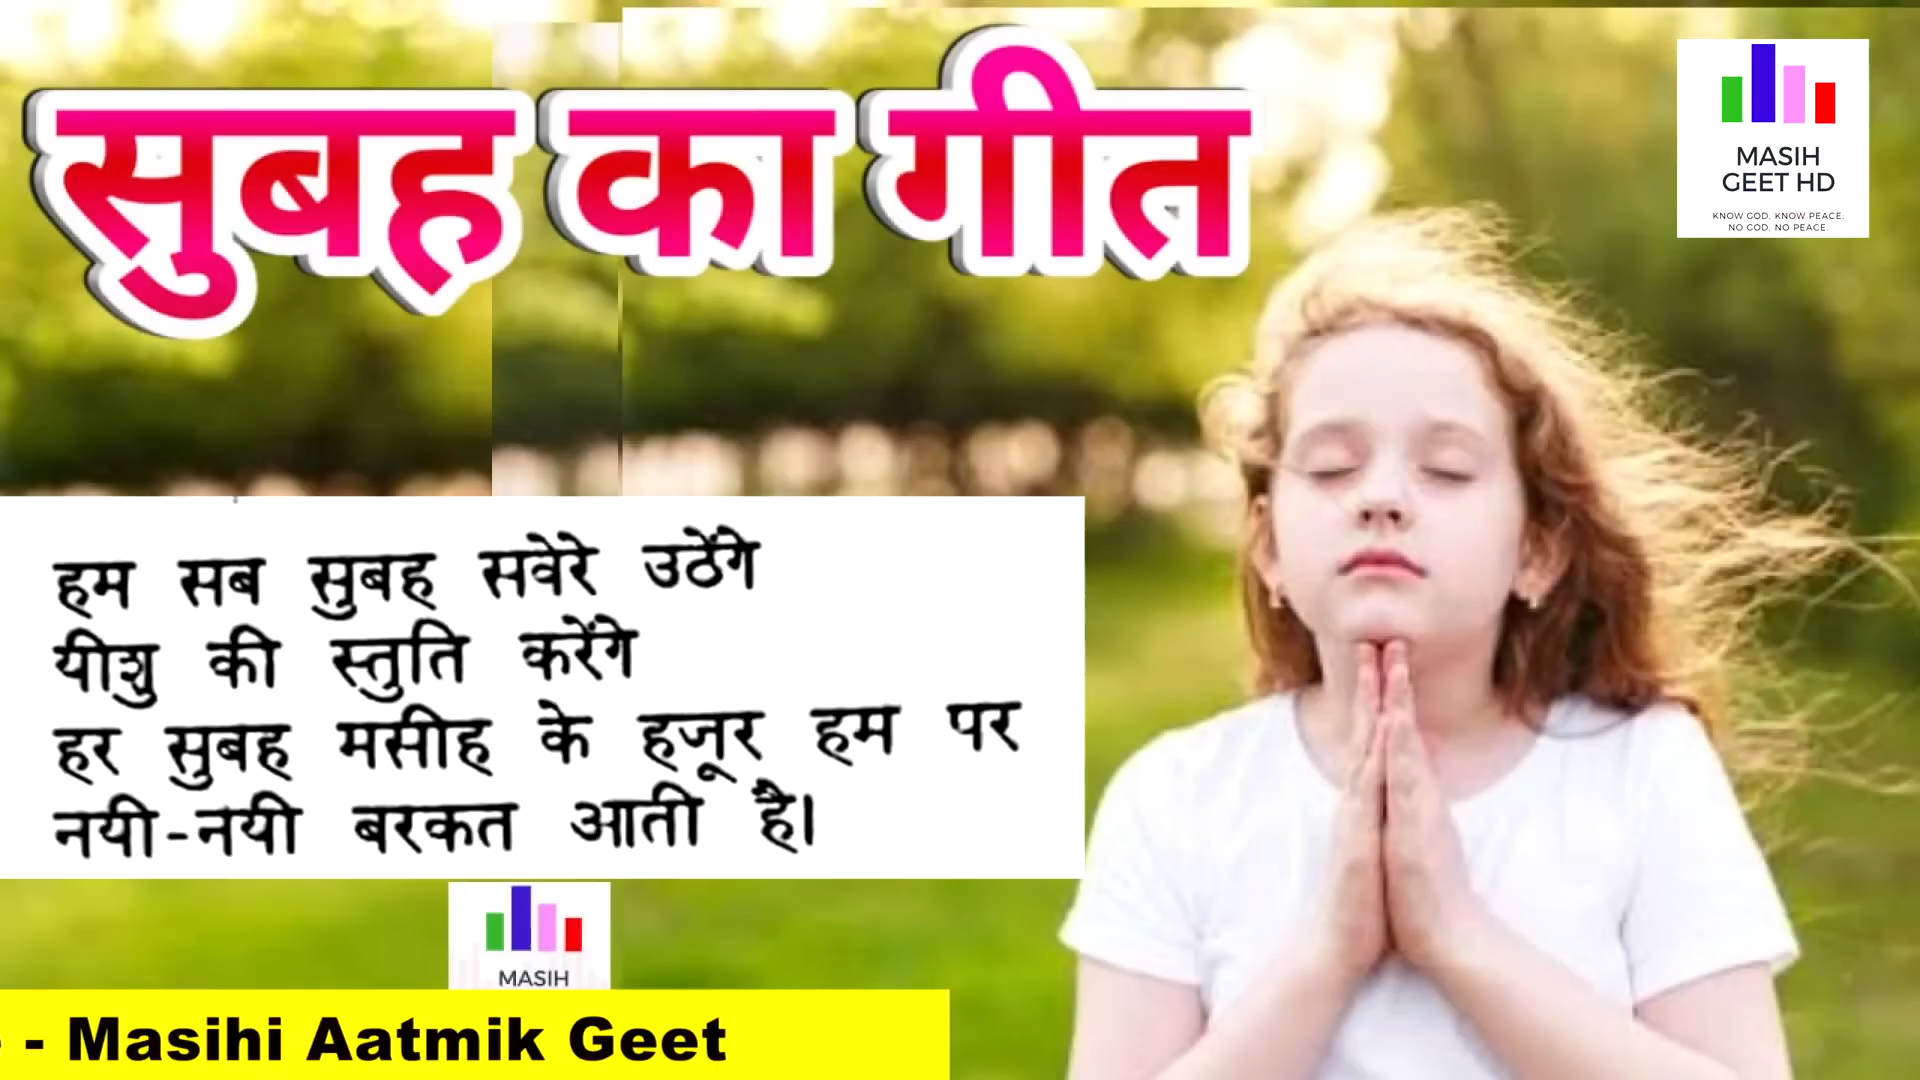 सुबह का गीत
MASIH
GEET HD
KNOW GOD, KNOW PEACE;
NO GOD, NO PEACE.
हम सब सुबह सवेरे उठेंगे
यीशु की स्तुति करेंगे
हर सुबह मसीह के हजूर हम पर
नयी-नयी बरकत आती है।
MASIH
- Masihi Aatmik Geet